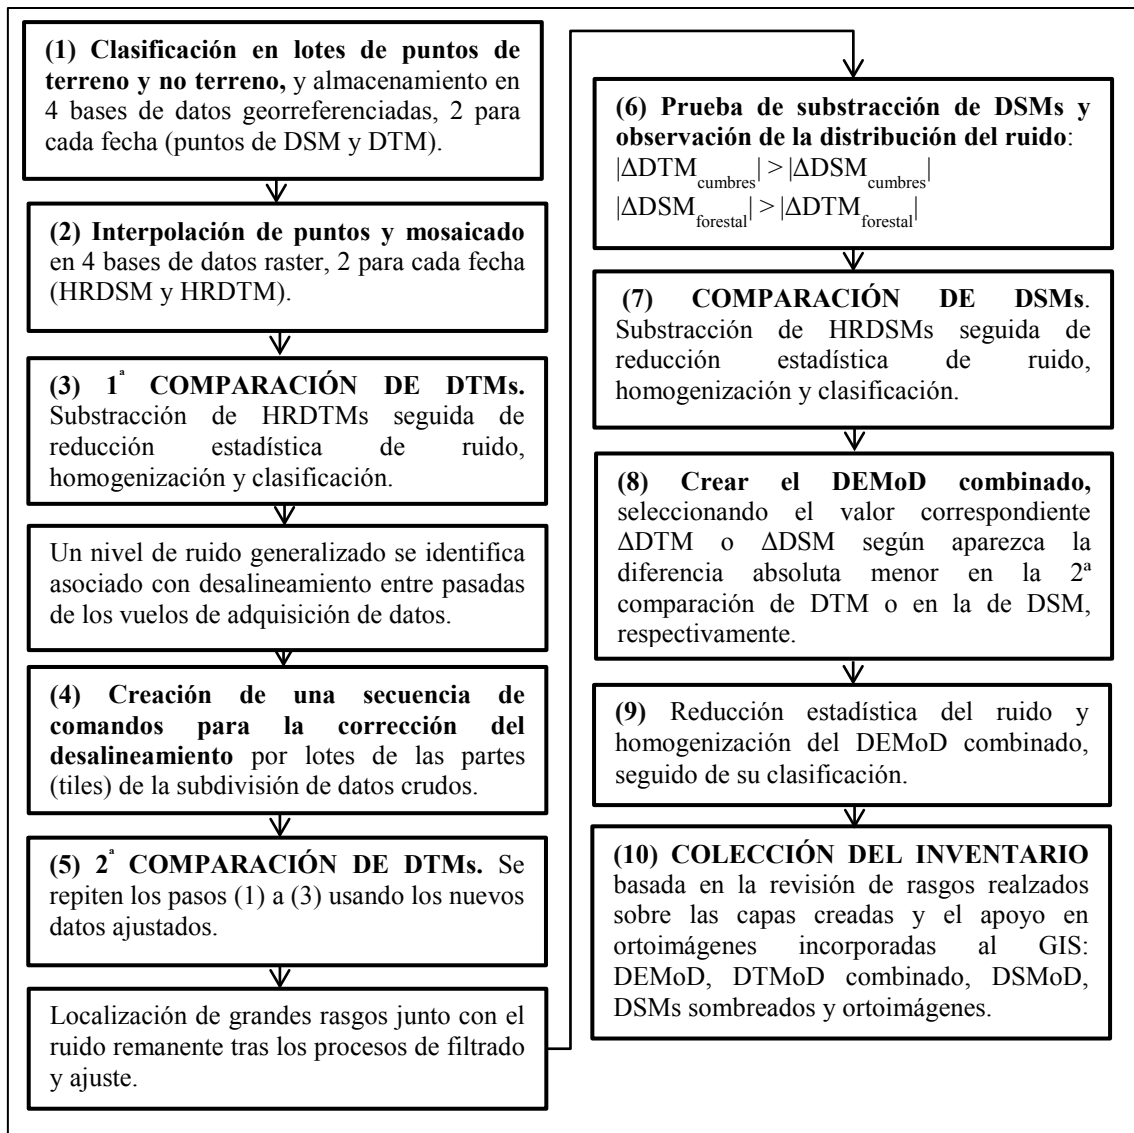 (1) Clasificación en lotes de puntos de
terreno y no terreno, y almacenamiento en
4 bases de datos georreferenciadas, 2 para
cada fecha (puntos de DSM y DTM).
(2) Interpolación de puntos y mosaicado
en 4 bases de datos raster, 2 para cada fecha
(HRDSM y HRDTM).
(3) 1ª COMPARACIÓN DE DTMs.
Substracción de HRDTMs seguida de
reducción estadística de ruido,
homogenización y clasificación.
Un nivel de ruido generalizado se identifica
asociado con desalineamiento entre pasadas
de los vuelos de adquisición de datos.
(4) Creación de una secuencia de
comandos para la corrección del
desalineamiento por lotes de las partes
(tiles) de la subdivisión de datos crudos.
(5) 2ª COMPARACIÓN DE DTMs. Se
repiten los pasos (1) a (3) usando los nuevos
datos ajustados.
Localización de grandes rasgos junto con el
ruido remanente tras los procesos de filtrado
y ajuste.
(6) Prueba de substracción de DSMs y
observación de la distribución del ruido:
|ΔDTM_cumbres| > |ΔDSM_cumbres|
|ΔDSM_forestal| > |ΔDTM_forestal|
(7) COMPARACIÓN DE DSMs.
Substracción de HRDSMs seguida de
reducción estadística de ruido,
homogenización y clasificación.
(8) Crear el DEMoD combinado,
seleccionando el valor correspondiente
ΔDTM o ΔDSM según aparezca la
diferencia absoluta menor en la 2ª
comparación de DTM o en la de DSM,
respectivamente.
(9) Reducción estadística del ruido y
homogenización del DEMoD combinado,
seguido de su clasificación.
(10) COLECCIÓN DEL INVENTARIO
basada en la revisión de rasgos realzados
sobre las capas creadas y el apoyo en
ortoimágenes incorporadas al GIS:
DEMoD, DTMoD combinado, DSMoD,
DSMs sombreados y ortoimágenes.